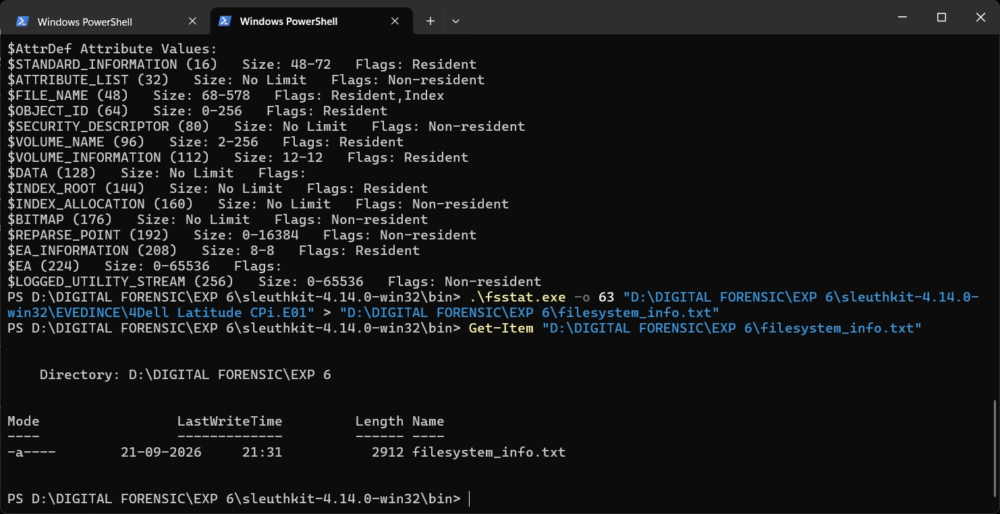 Windows PowerShell
Windows PowerShell
$AttrDef Attribute Values:
$STANDARD_INFORMATION (16)   Size: 48-72   Flags: Resident
$ATTRIBUTE_LIST (32)   Size: No Limit   Flags: Non-resident
$FILE_NAME (48)   Size: 68-578   Flags: Resident,Index
$OBJECT_ID (64)   Size: 0-256   Flags: Resident
$SECURITY_DESCRIPTOR (80)   Size: No Limit   Flags: Non-resident
$VOLUME_NAME (96)   Size: 2-256   Flags: Resident
$VOLUME_INFORMATION (112)   Size: 12-12   Flags: Resident
$DATA (128)   Size: No Limit   Flags:
$INDEX_ROOT (144)   Size: No Limit   Flags: Resident
$INDEX_ALLOCATION (160)   Size: No Limit   Flags: Non-resident
$BITMAP (176)   Size: No Limit   Flags: Non-resident
$REPARSE_POINT (192)   Size: 0-16384   Flags: Non-resident
$EA_INFORMATION (208)   Size: 8-8   Flags: Resident
$EA (224)   Size: 0-65536   Flags:
$LOGGED_UTILITY_STREAM (256)   Size: 0-65536   Flags: Non-resident
PS D:\DIGITAL FORENSIC\EXP 6\sleuthkit-4.14.0-win32\bin> .\fsstat.exe -o 63 "D:\DIGITAL FORENSIC\EXP 6\sleuthkit-4.14.0-
win32\EVEDINCE\4Dell Latitude CPi.E01" > "D:\DIGITAL FORENSIC\EXP 6\filesystem_info.txt"
PS D:\DIGITAL FORENSIC\EXP 6\sleuthkit-4.14.0-win32\bin> Get-Item "D:\DIGITAL FORENSIC\EXP 6\filesystem_info.txt"
    Directory: D:\DIGITAL FORENSIC\EXP 6
Mode                 LastWriteTime         Length Name
----                 -------------         ------ ----
-a----        21-09-2026     21:31           2912 filesystem_info.txt
PS D:\DIGITAL FORENSIC\EXP 6\sleuthkit-4.14.0-win32\bin>